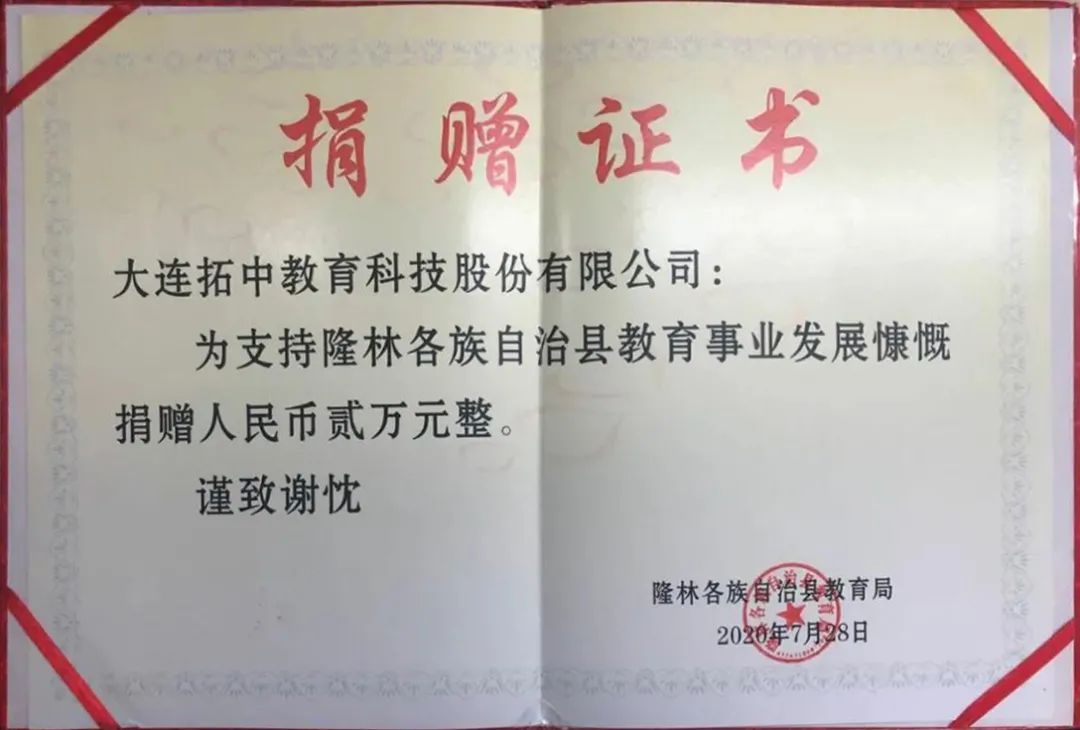 捐赠证书
大连拓中教育科技股份有限公司：
为支持隆林各族自治县教育事业发展慷慨
捐赠人民币贰万元整。
谨致谢忱
隆林各族自治县教育局
2020年7月28日